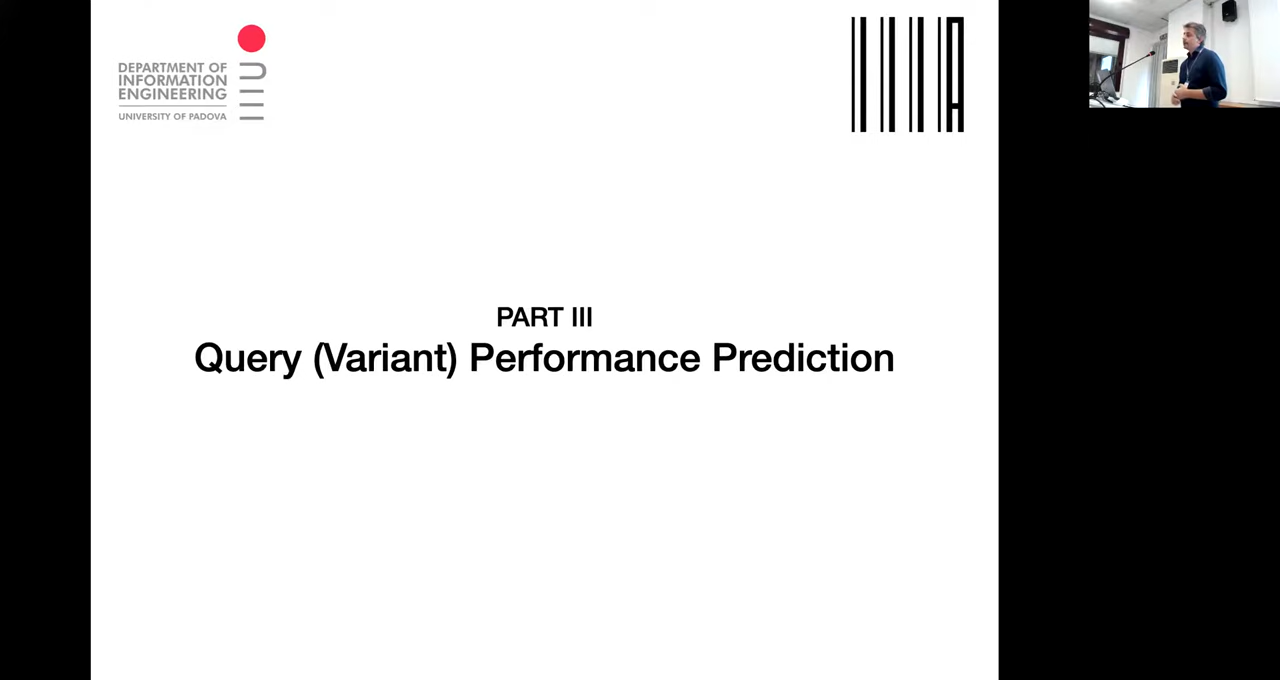 DEPARTMENT OF
INFORMATION
ENGINEERING
UNIVERSITY OF PADOVA
PART III
Query (Variant) Performance Prediction